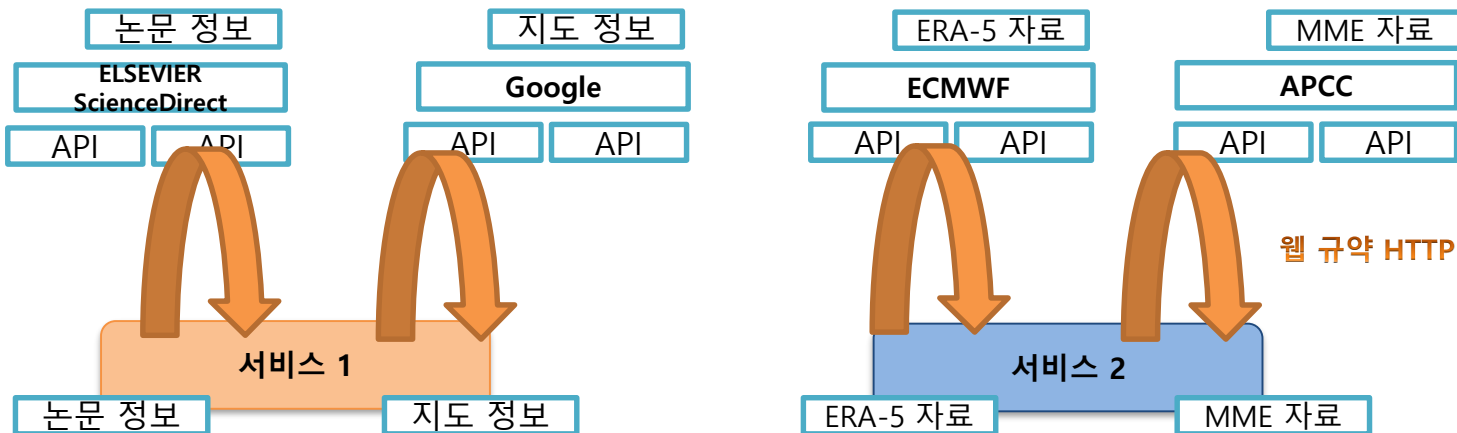 논문 정보
지도 정보
ERA-5 자료
MME 자료
ELSEVIER
ScienceDirect
Google
ECMWF
APCC
API
API
API
API
API
API
API
API
웹 규약 HTTP
서비스 1
서비스 2
논문 정보
지도 정보
ERA-5 자료
MME 자료